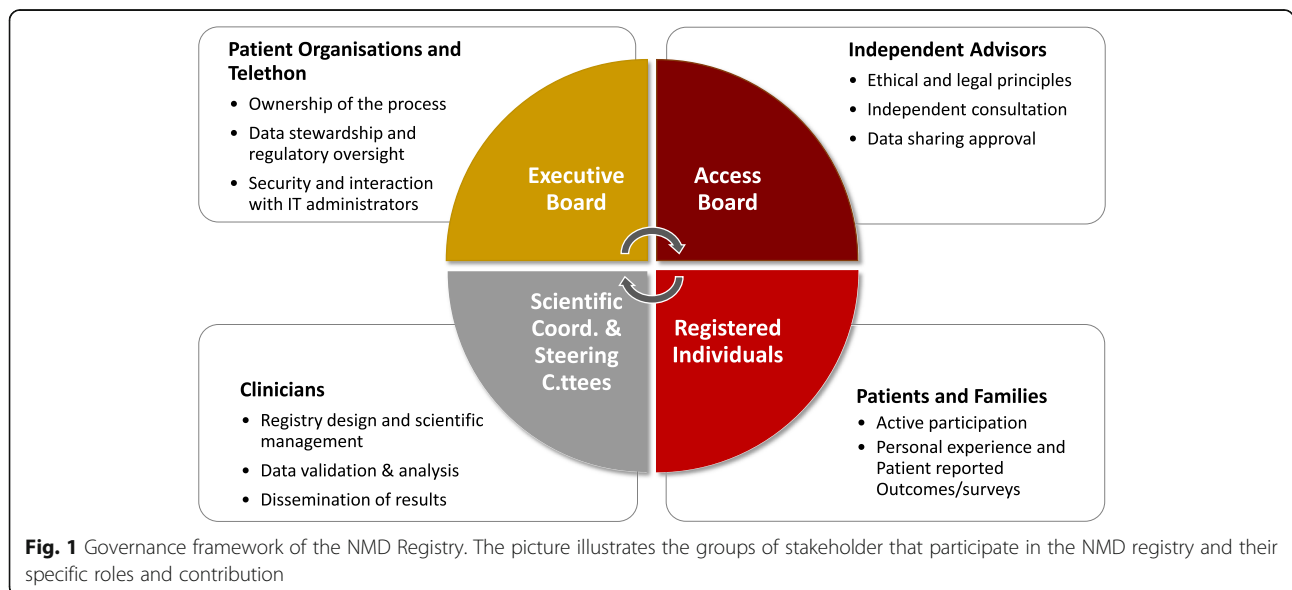 Patient Organisations and
Telethon
• Ownership of the process
• Data stewardship and
regulatory oversight
• Security and interaction
with IT administrators
Executive
Board
Access
Board
Independent Advisors
• Ethical and legal principles
• Independent consultation
• Data sharing approval
Clinicians
• Registry design and scientific
management
• Data validation & analysis
• Dissemination of results
Scientific
Coord. &
Steering
C.ttees
Registered
Individuals
Patients and Families
• Active participation
• Personal experience and
Patient reported
Outcomes/surveys
Fig. 1 Governance framework of the NMD Registry. The picture illustrates the groups of stakeholder that participate in the NMD registry and their
specific roles and contribution